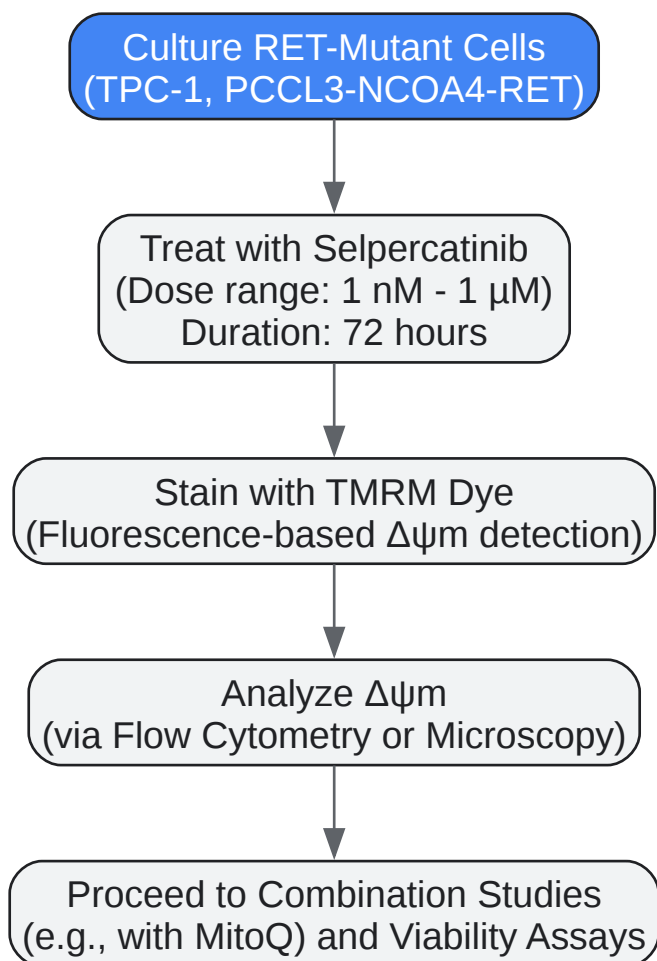 Culture RET-Mutant Cells
(TPC-1, PCCL3-NCOA4-RET)
Treat with Selpercatinib
(Dose range: 1 nM - 1 µM)
Duration: 72 hours
Stain with TMRM Dye
(Fluorescence-based Δψm detection)
Analyze Δψm
(via Flow Cytometry or Microscopy)
Proceed to Combination Studies
(e.g., with MitoQ) and Viability Assays